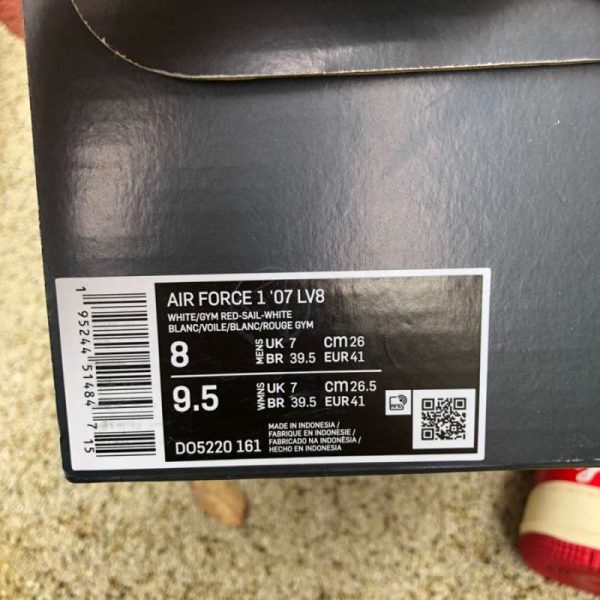 AIR FORCE 1 '07 LV8
WHITE/GYM RED-SAIL-WHITE
BLANC/VOILE/BLANC/ROUGE GYM
8 MENS UK 7 CM 26
BR 39.5 EUR 41
9.5 WMNS UK 7 CM 26.5
BR 39.5 EUR 41
RFID
DO5220 161
MADE IN INDONESIA /
FABRIQUE EN INDONESIE /
FABRICADO NA INDONÉSIA /
HECHO EN INDONESIA
1 95244 51484 7 15